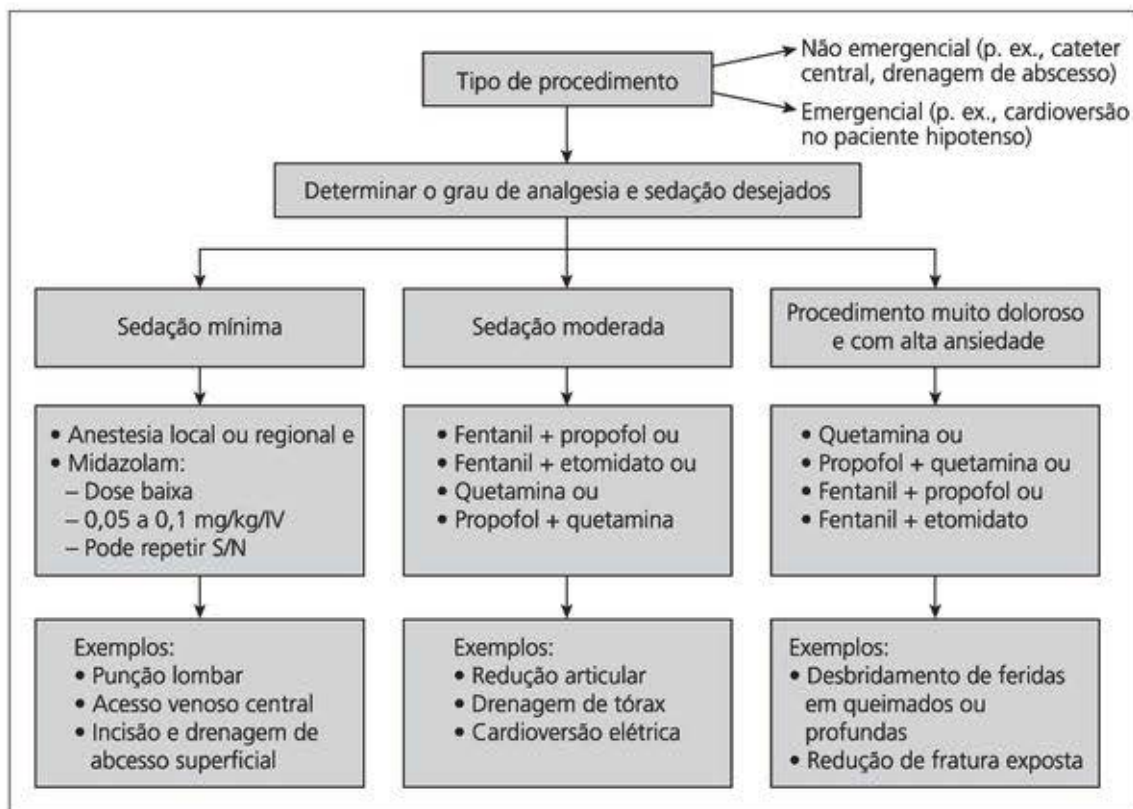 Tipo de procedimento
Não emergencial (p. ex., cateter
central, drenagem de abscesso)
Emergencial (p. ex., cardioversão
no paciente hipotenso)
Determinar o grau de analgesia e sedação desejados
Sedação mínima
Sedação moderada
Procedimento muito doloroso
e com alta ansiedade
• Anestesia local ou regional e
• Midazolam:
– Dose baixa
– 0,05 a 0,1 mg/kg/IV
– Pode repetir S/N
• Fentanil + propofol ou
• Fentanil + etomidato ou
• Quetamina ou
• Propofol + quetamina
• Quetamina ou
• Propofol + quetamina ou
• Fentanil + propofol ou
• Fentanil + etomidato
Exemplos:
• Punção lombar
• Acesso venoso central
• Incisão e drenagem de
abcesso superficial
Exemplos:
• Redução articular
• Drenagem de tórax
• Cardioversão elétrica
Exemplos:
• Desbridamento de feridas
em queimados ou
profundas
• Redução de fratura exposta